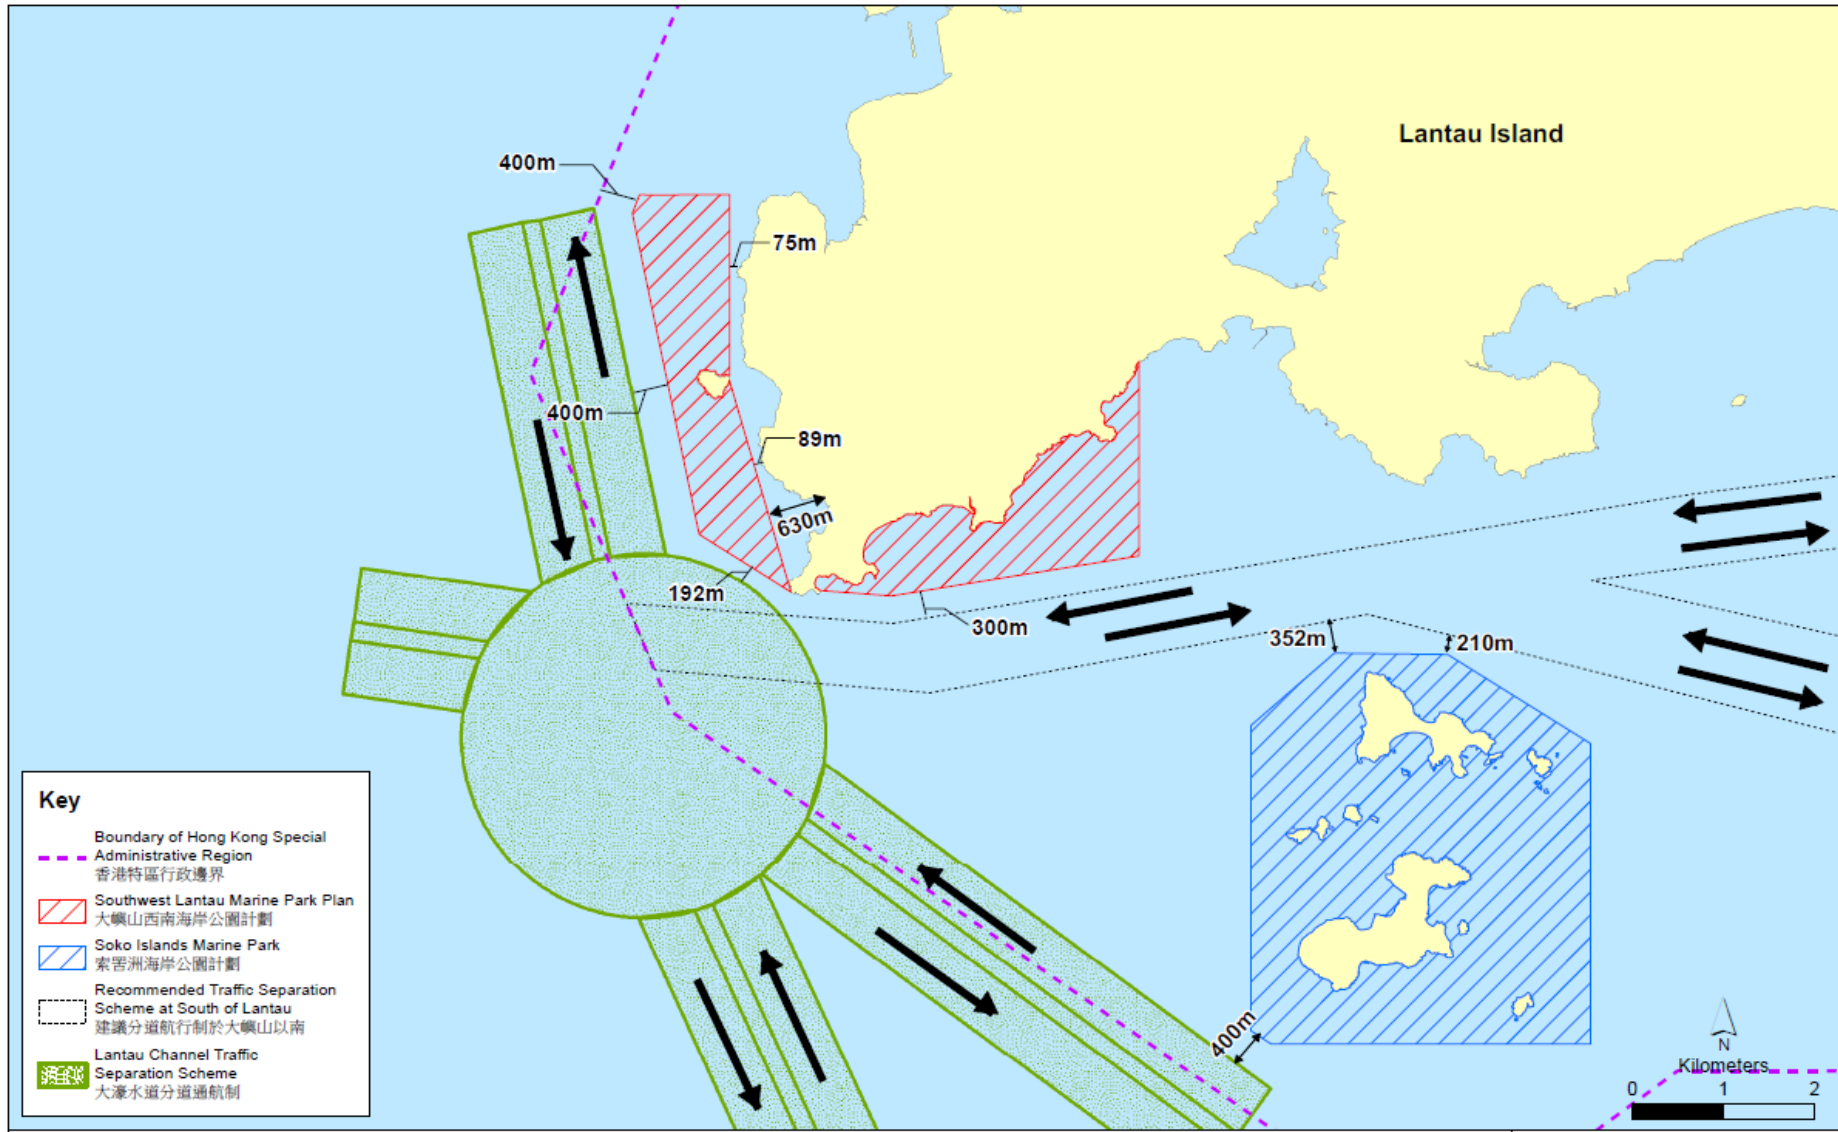 Lantau Island
400m
75m
400m
89m
630m
192m
300m
352m
210m
400m
Key
Boundary of Hong Kong Special
Administrative Region
香港特區行政邊界
Southwest Lantau Marine Park Plan
大嶼山西南海岸公園計劃
Soko Islands Marine Park
索罟洲海岸公園計劃
Recommended Traffic Separation
Scheme at South of Lantau
建議分道航行制於大嶼山以南
Lantau Channel Traffic
Separation Scheme
大濠水道分道通航制
N
Kilometers
0 1 2